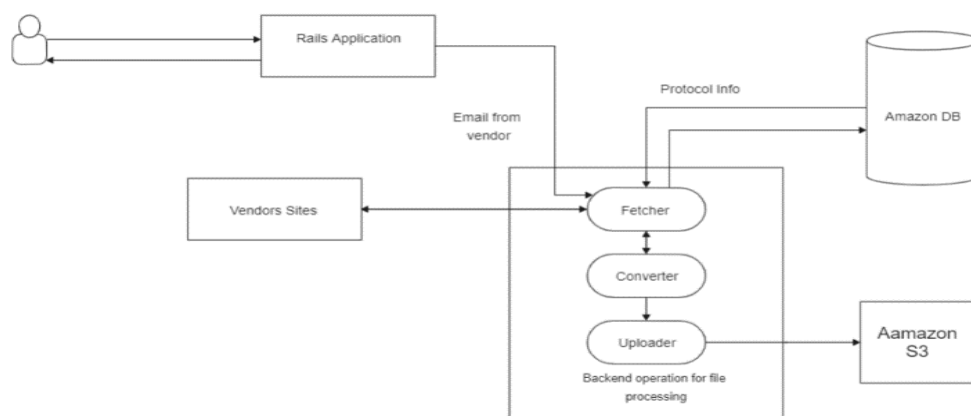 Rails Application
Protocol Info
Amazon DB
Email from
vendor
Vendors Sites
Fetcher
Converter
Uploader
Aamazon
S3
Backend operation for file
processing